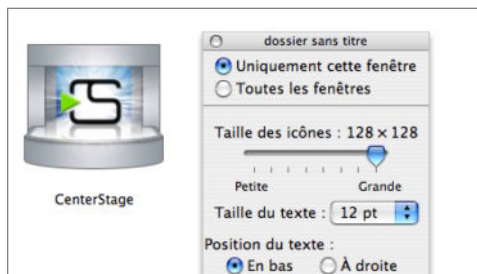 dossier sans titre
Uniquement cette fenêtre
Toutes les fenêtres
Taille des icônes : 128 × 128
Petite Grande
CenterStage
Taille du texte : 12 pt
Position du texte :
En bas À droite